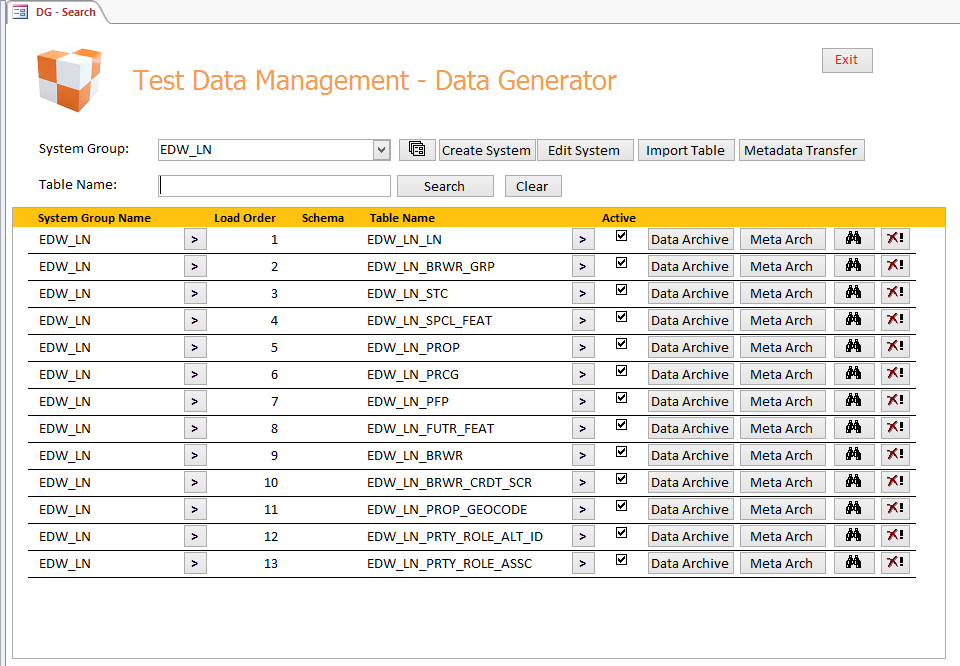 DG - Search
Exit
Test Data Management - Data Generator
System Group: EDW_LN Create System Edit System Import Table Metadata Transfer
Table Name: Search Clear
System Group Name Load Order Schema Table Name Active
EDW_LN > 1 EDW_LN_LN > Data Archive Meta Arch
EDW_LN > 2 EDW_LN_BRWR_GRP > Data Archive Meta Arch
EDW_LN > 3 EDW_LN_STC > Data Archive Meta Arch
EDW_LN > 4 EDW_LN_SPCL_FEAT > Data Archive Meta Arch
EDW_LN > 5 EDW_LN_PROP > Data Archive Meta Arch
EDW_LN > 6 EDW_LN_PRCG > Data Archive Meta Arch
EDW_LN > 7 EDW_LN_PFP > Data Archive Meta Arch
EDW_LN > 8 EDW_LN_FUTR_FEAT > Data Archive Meta Arch
EDW_LN > 9 EDW_LN_BRWR > Data Archive Meta Arch
EDW_LN > 10 EDW_LN_BRWR_CRDT_SCR > Data Archive Meta Arch
EDW_LN > 11 EDW_LN_PROP_GEOCODE > Data Archive Meta Arch
EDW_LN > 12 EDW_LN_PRTY_ROLE_ALT_ID > Data Archive Meta Arch
EDW_LN > 13 EDW_LN_PRTY_ROLE_ASSC > Data Archive Meta Arch